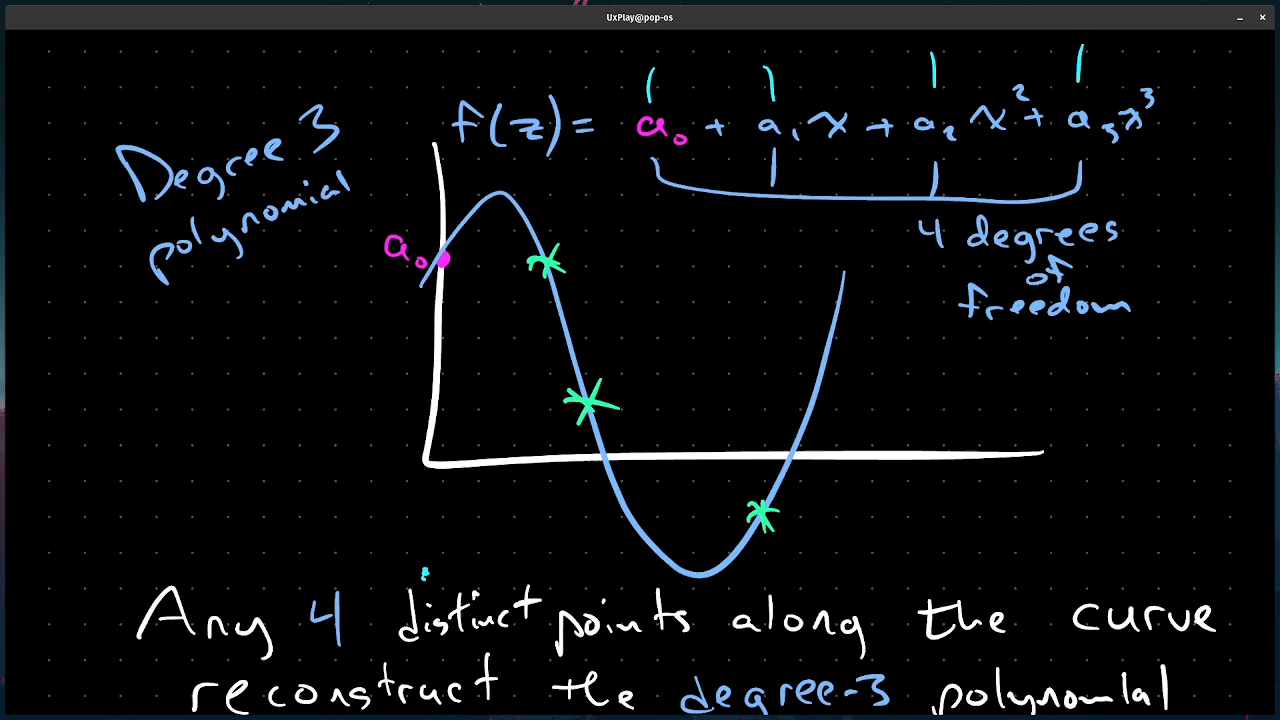 UxPlay@pop-os
f(z) = a₀ + a₁x + a₂x² + a₃x³
Degree 3
polynomial
4 degrees
of
freedom
a₀
Any 4 distinct points along the curve
reconstruct the degree-3 polynomial